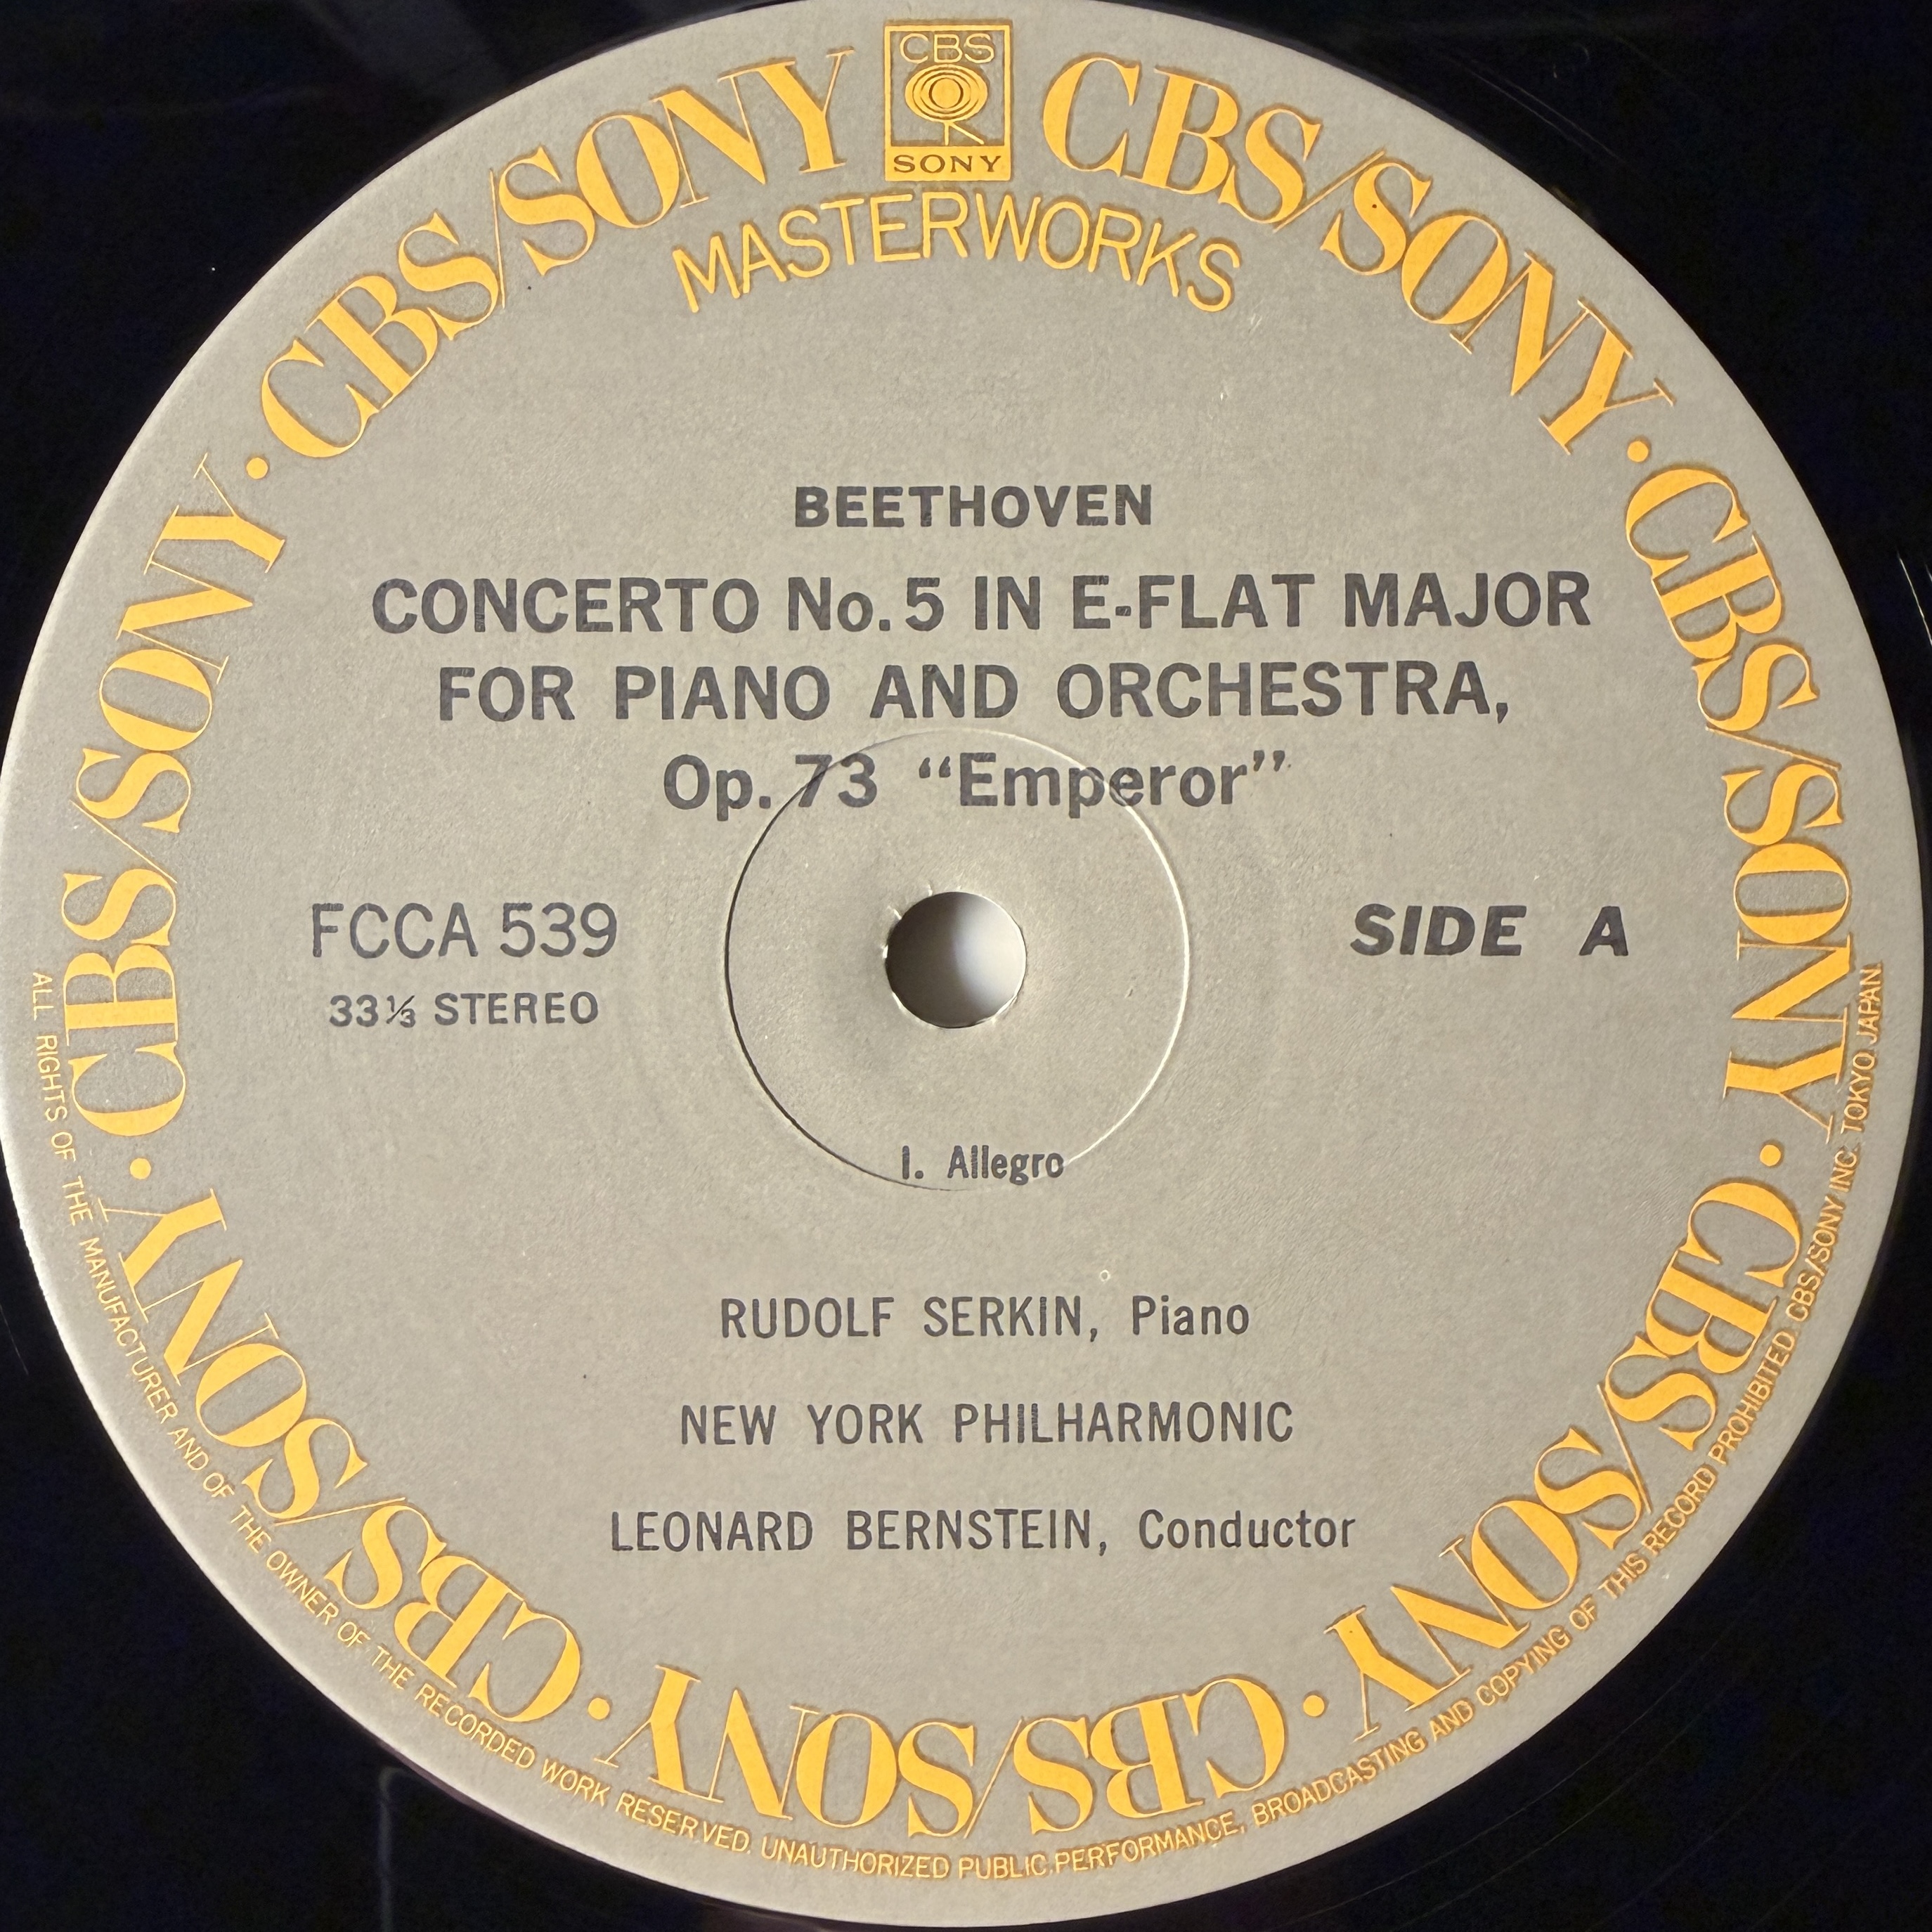 CBS
SONY
CBS/SONY · CBS/SONY · CBS/SONY · CBS/SONY · CBS/SONY · CBS/SONY · CBS/SONY
MASTERWORKS
BEETHOVEN
CONCERTO No. 5 IN E-FLAT MAJOR
FOR PIANO AND ORCHESTRA,
Op. 73 “Emperor”
FCCA 539
SIDE A
33⅓ STEREO
I. Allegro
RUDOLF SERKIN, Piano
NEW YORK PHILHARMONIC
LEONARD BERNSTEIN, Conductor
ALL RIGHTS OF THE MANUFACTURER AND OF THE OWNER OF THE RECORDED WORK RESERVED. UNAUTHORIZED PUBLIC PERFORMANCE, BROADCASTING AND COPYING OF THIS RECORD PROHIBITED. CBS/SONY INC. TOKYO JAPAN.